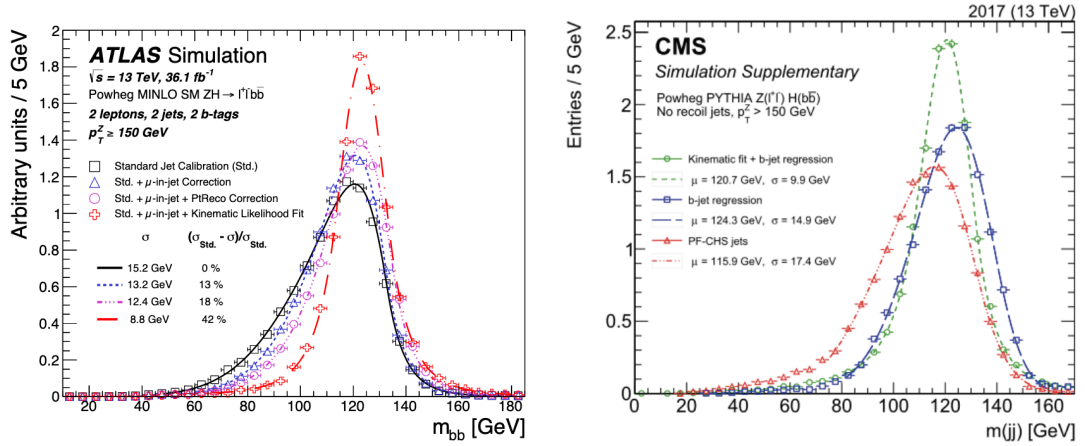 ATLAS Simulation
√s = 13 TeV, 36.1 fb⁻¹
Powheg MINLO SM ZH → l⁺l⁻bb̄
2 leptons, 2 jets, 2 b-tags
p_T^Z ≥ 150 GeV
Standard Jet Calibration (Std.)
Std. + μ-in-jet Correction
Std. + μ-in-jet + PtReco Correction
Std. + μ-in-jet + Kinematic Likelihood Fit
σ (σ_Std. - σ)/σ_Std.
15.2 GeV 0 %
13.2 GeV 13 %
12.4 GeV 18 %
8.8 GeV 42 %
Arbitrary units / 5 GeV
2
1.8
1.6
1.4
1.2
1
0.8
0.6
0.4
0.2
0
20 40 60 80 100 120 140 160 180
m_bb [GeV]
2017 (13 TeV)
CMS
Simulation Supplementary
Powheg PYTHIA Z(l⁺l⁻) H(bb̄)
No recoil jets, p_T^Z > 150 GeV
Kinematic fit + b-jet regression
μ = 120.7 GeV, σ = 9.9 GeV
b-jet regression
μ = 124.3 GeV, σ = 14.9 GeV
PF-CHS jets
μ = 115.9 GeV, σ = 17.4 GeV
Entries / 5 GeV
2.5
2
1.5
1
0.5
0
0 20 40 60 80 100 120 140 160
m(jj) [GeV]